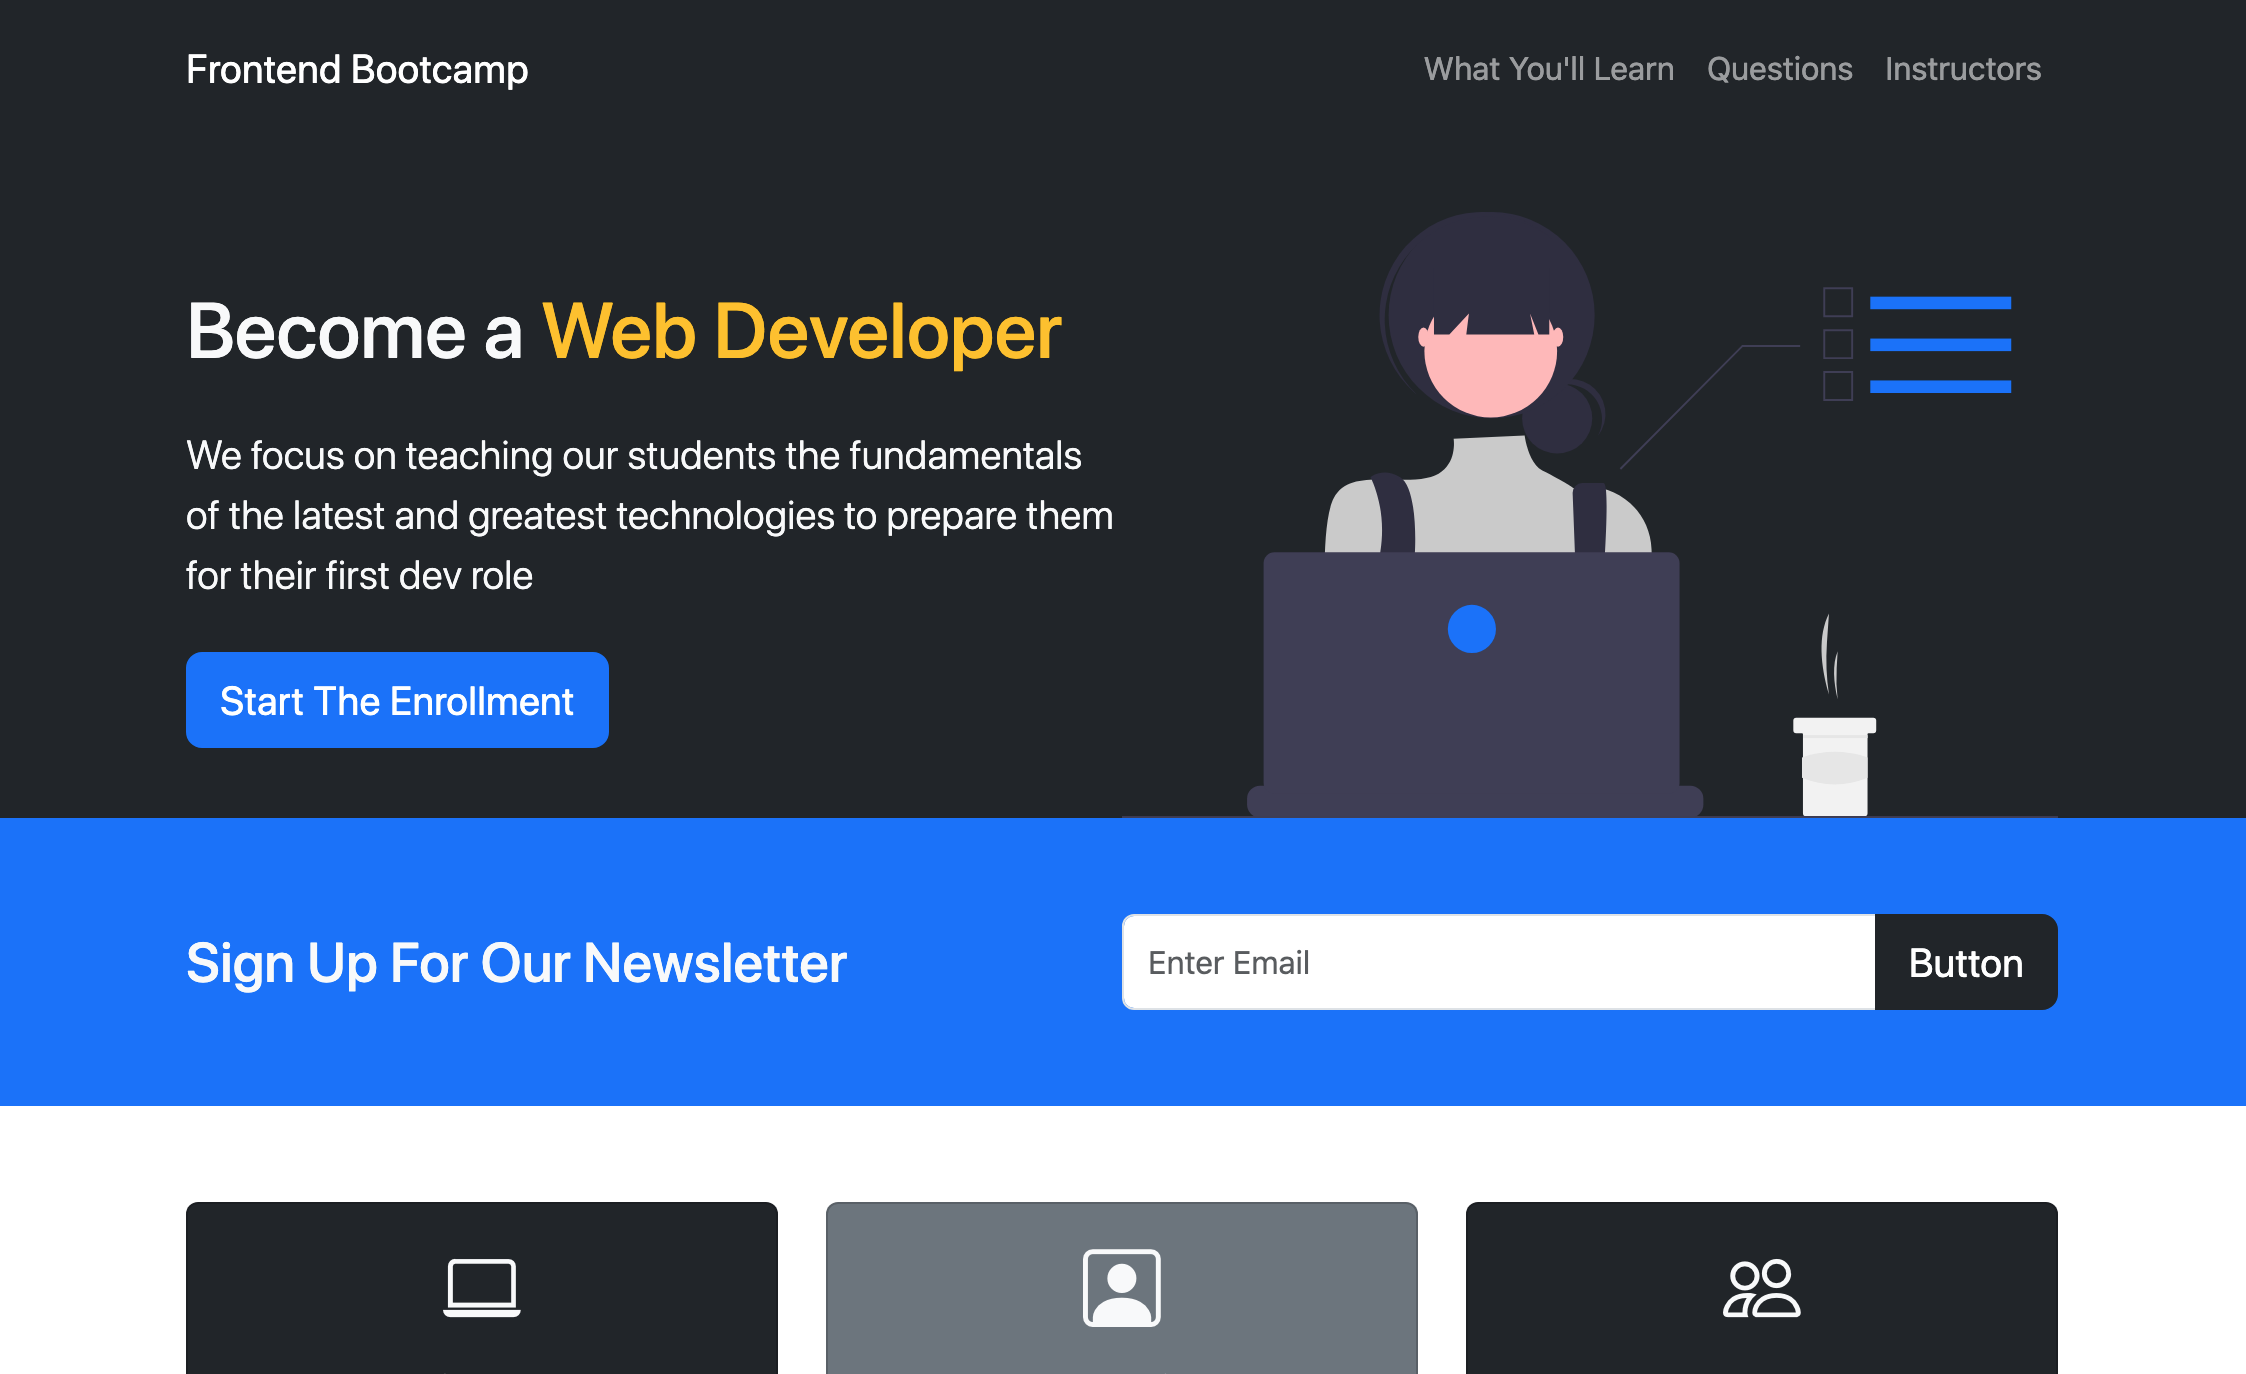 Frontend Bootcamp
What You'll Learn Questions Instructors
Become a Web Developer
We focus on teaching our students the fundamentals
of the latest and greatest technologies to prepare them
for their first dev role
Start The Enrollment
Sign Up For Our Newsletter
Enter Email
Button